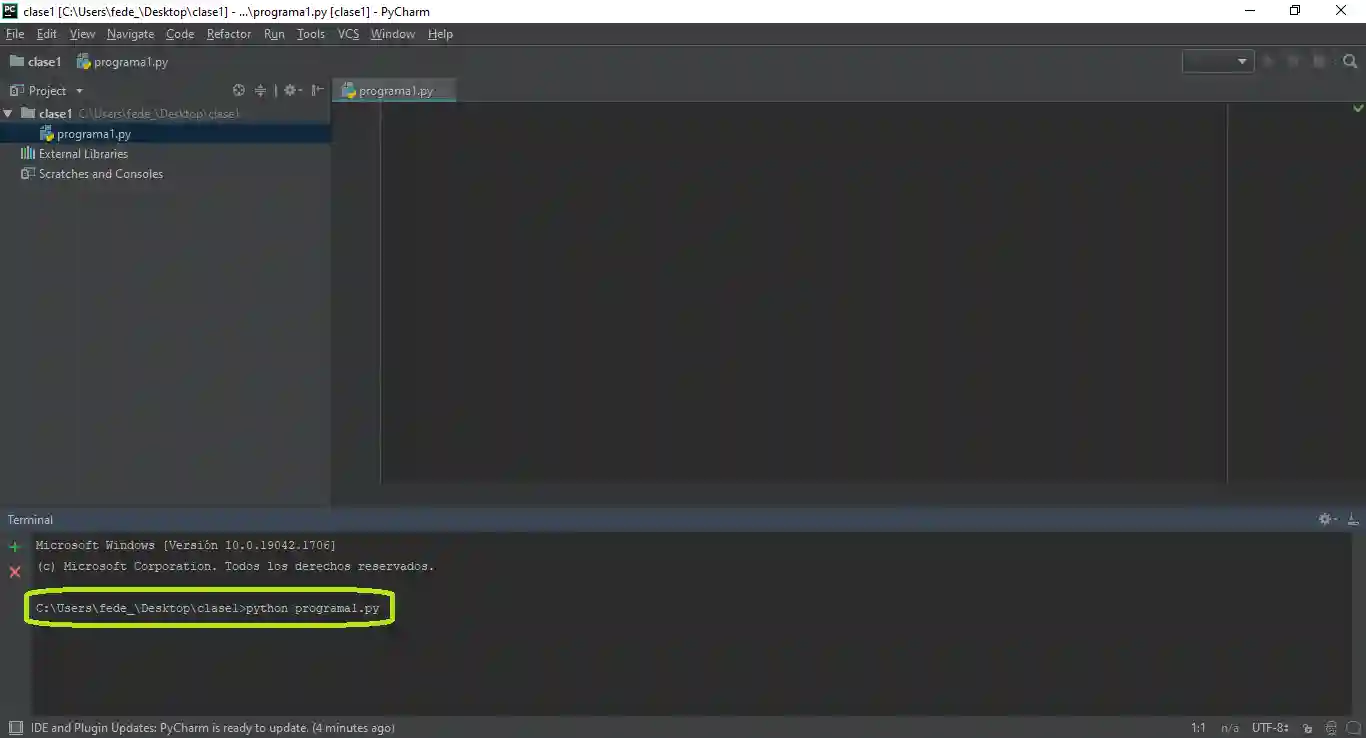 clase1 [C:\Users\fede_\Desktop\clase1] - ...\programa1.py [clase1] - PyCharm
File Edit View Navigate Code Refactor Run Tools VCS Window Help
clase1 programa1.py
Project
programa1.py
clase1 C:\Users\fede_\Desktop\clase1
programa1.py
External Libraries
Scratches and Consoles
Terminal
Microsoft Windows [Versión 10.0.19042.1706]
(c) Microsoft Corporation. Todos los derechos reservados.
C:\Users\fede_\Desktop\clase1>python programa1.py
IDE and Plugin Updates: PyCharm is ready to update. (4 minutes ago)
1:1 n/a UTF-8